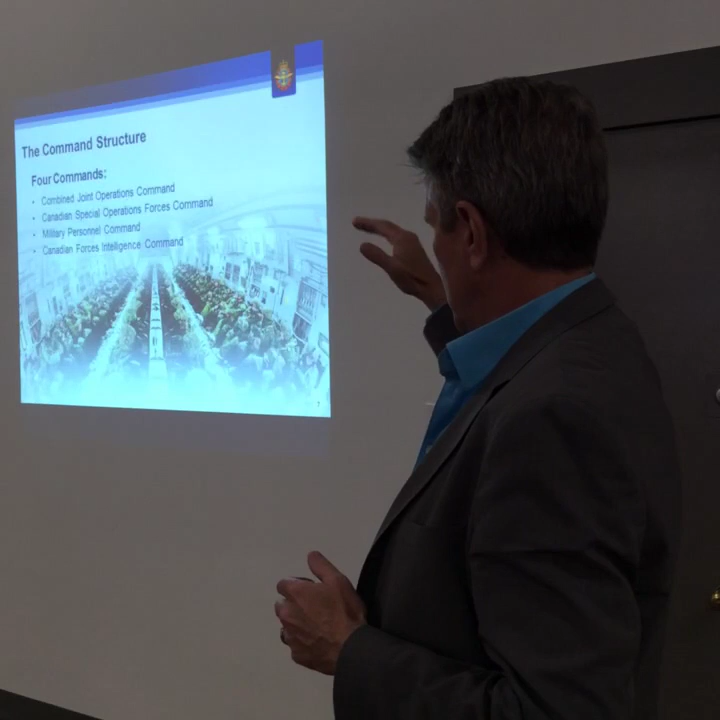 The Command Structure
Four Commands:
• Combined Joint Operations Command
• Canadian Special Operations Forces Command
• Military Personnel Command
• Canadian Forces Intelligence Command
7